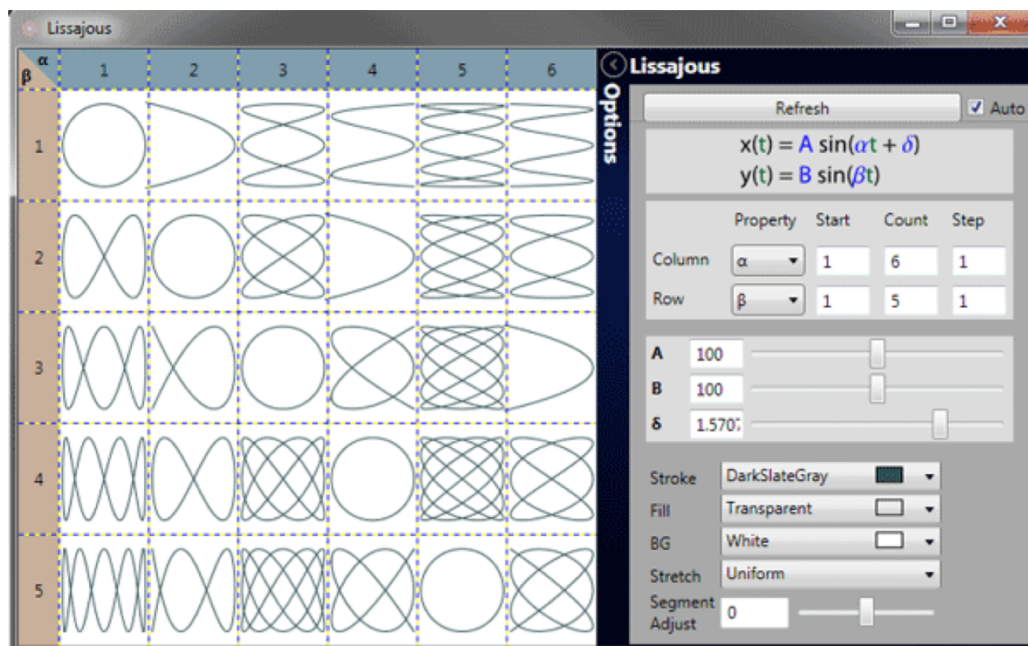 Lissajous
α
β
1 2 3 4 5 6
1
2
3
4
5
Options
Lissajous
Refresh
Auto
x(t) = A sin(αt + δ)
y(t) = B sin(βt)
Property Start Count Step
Column α 1 6 1
Row β 1 5 1
A 100
B 100
δ 1.570
Stroke DarkSlateGray
Fill Transparent
BG White
Stretch Uniform
Segment
Adjust 0